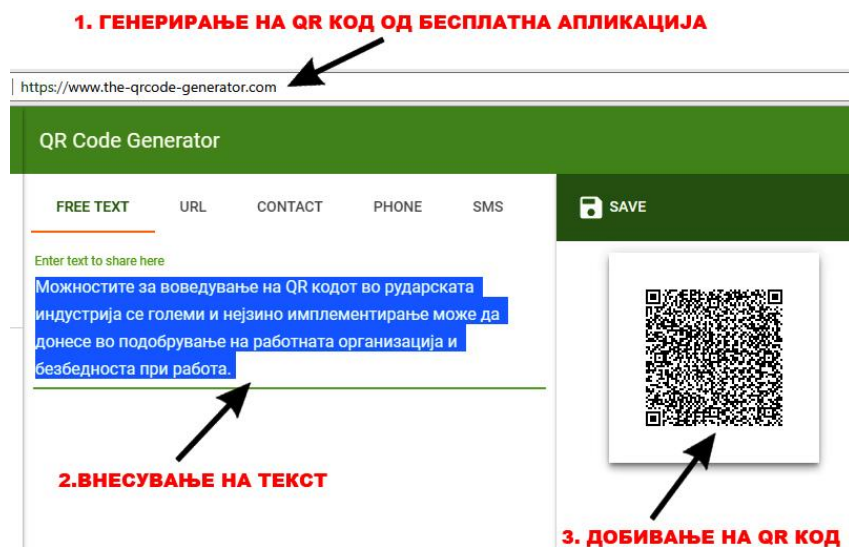 1. ГЕНЕРИРАЊЕ НА QR КОД ОД БЕСПЛАТНА АПЛИКАЦИЈА
https://www.the-qrcode-generator.com
QR Code Generator
FREE TEXT URL CONTACT PHONE SMS
SAVE
Enter text to share here
Можностите за воведување на QR кодот во рударската
индустрија се големи и нејзино имплементирање може да
донесе во подобрување на работната организација и
безбедноста при работа.
2.ВНЕСУВАЊЕ НА ТЕКСТ
3. ДОБИВАЊЕ НА QR КОД